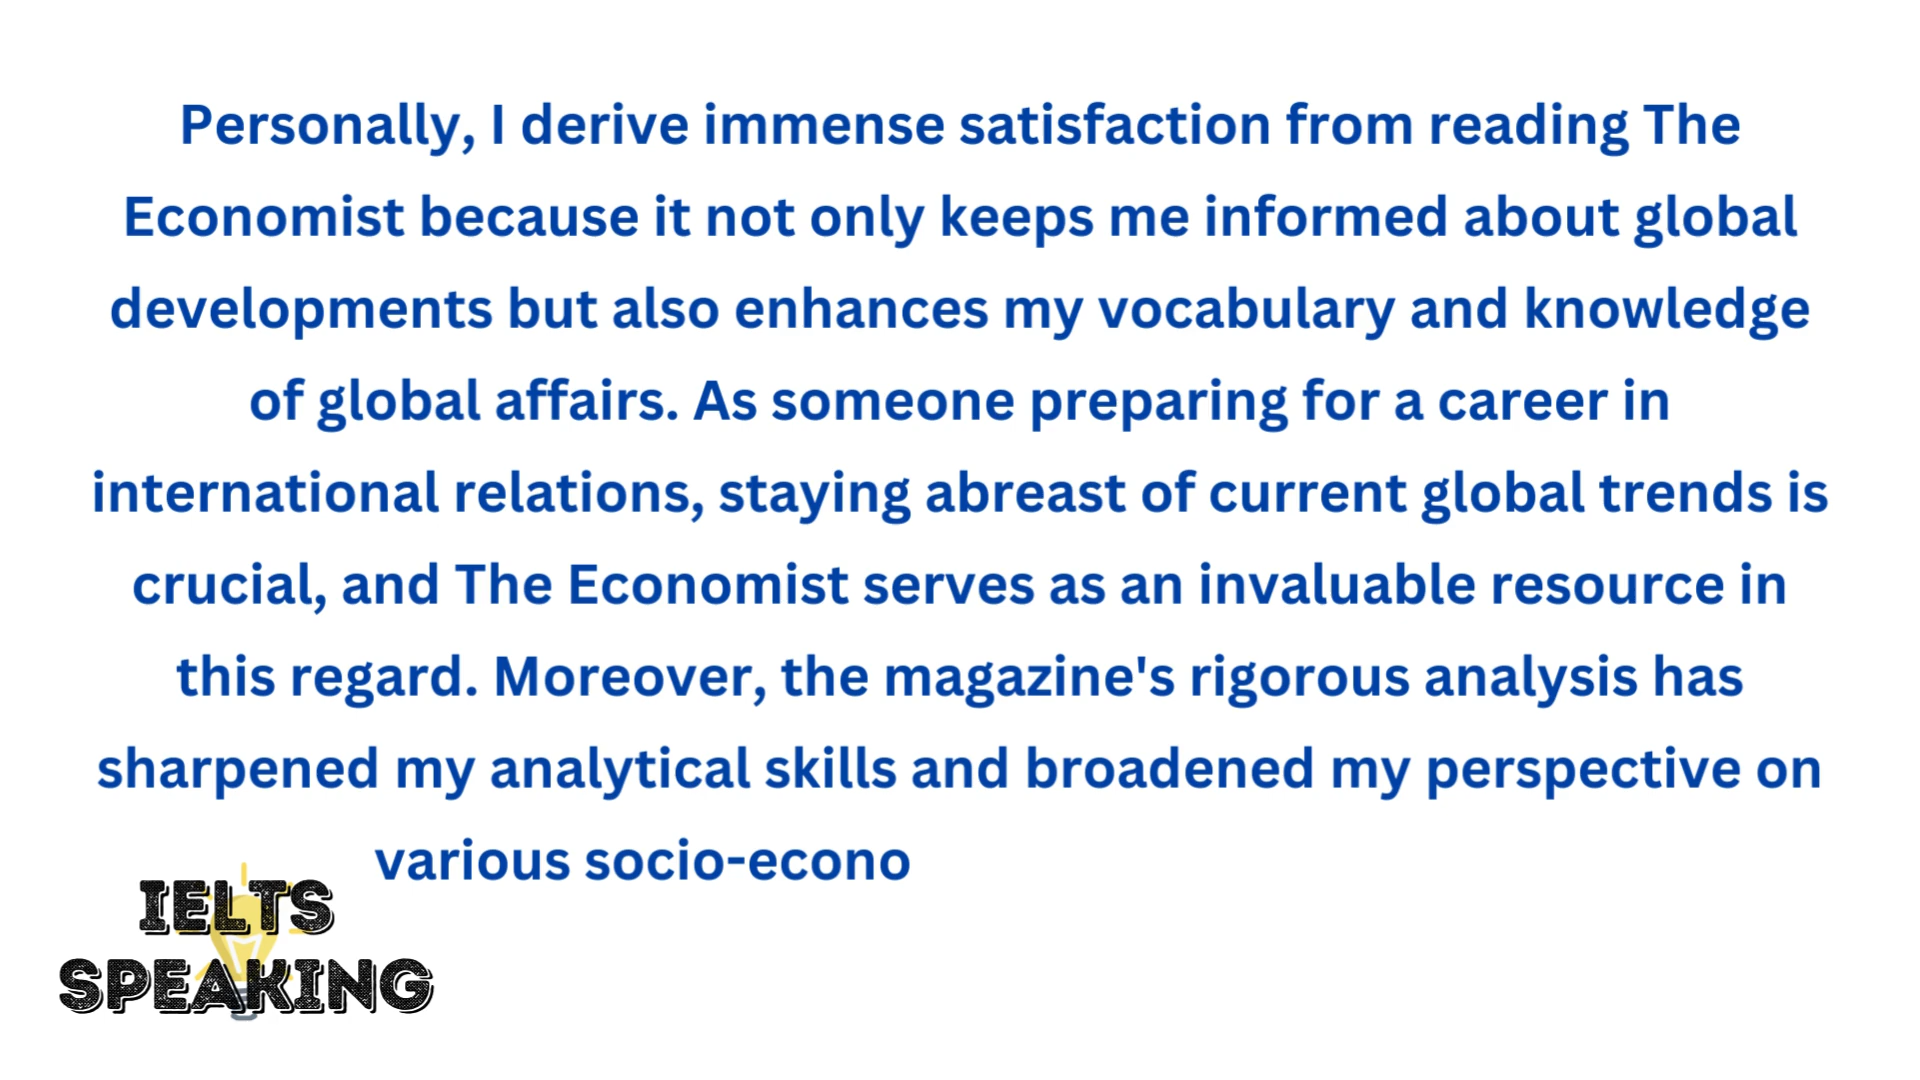 Personally, I derive immense satisfaction from reading The
Economist because it not only keeps me informed about global
developments but also enhances my vocabulary and knowledge
of global affairs. As someone preparing for a career in
international relations, staying abreast of current global trends is
crucial, and The Economist serves as an invaluable resource in
this regard. Moreover, the magazine's rigorous analysis has
sharpened my analytical skills and broadened my perspective on
various socio-econo
IELTS
SPEAKING